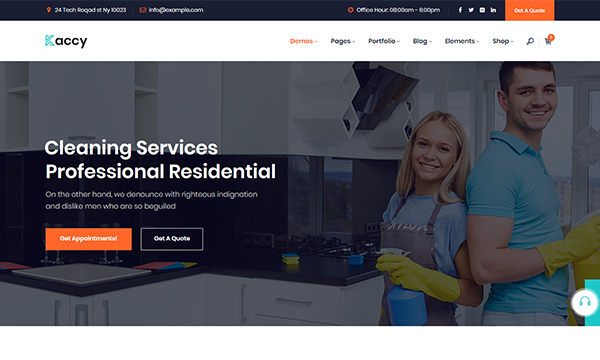 24 Tech Roqad st Ny 10023 info@example.com Office Hour: 08:00am - 6:00pm Get A Quote
Kaccy Demos Pages Portfolio Blog Elements Shop 0
Cleaning Services
Professional Residential
On the other hand, we denounce with righteous indignation
and dislike men who are so beguiled
Get Appointments! Get A Quote